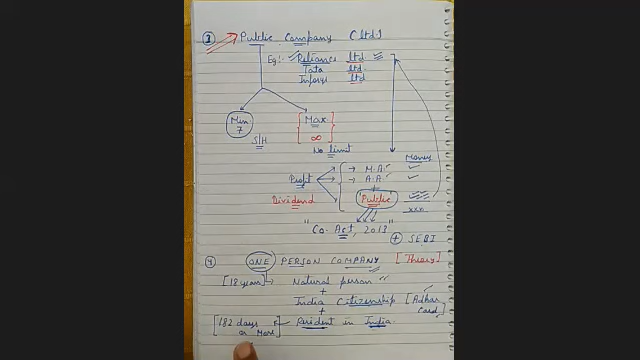 3 Public Company (Ltd.)
Eg:- Reliance Ltd.
Tata Ltd.
Infosys Ltd
Min 7
S/H
Max ∞
No limit
Money
Profit → M.A.
→ A.A.
+
"Public"
Dividend
xxx
"Co. Act, 2013"
+ SEBI
4 ONE PERSON COMPANY [Theory]
[18 years] Natural person
+
India Citizenship [Adhar Card]
+
[182 days or More] Resident in India.